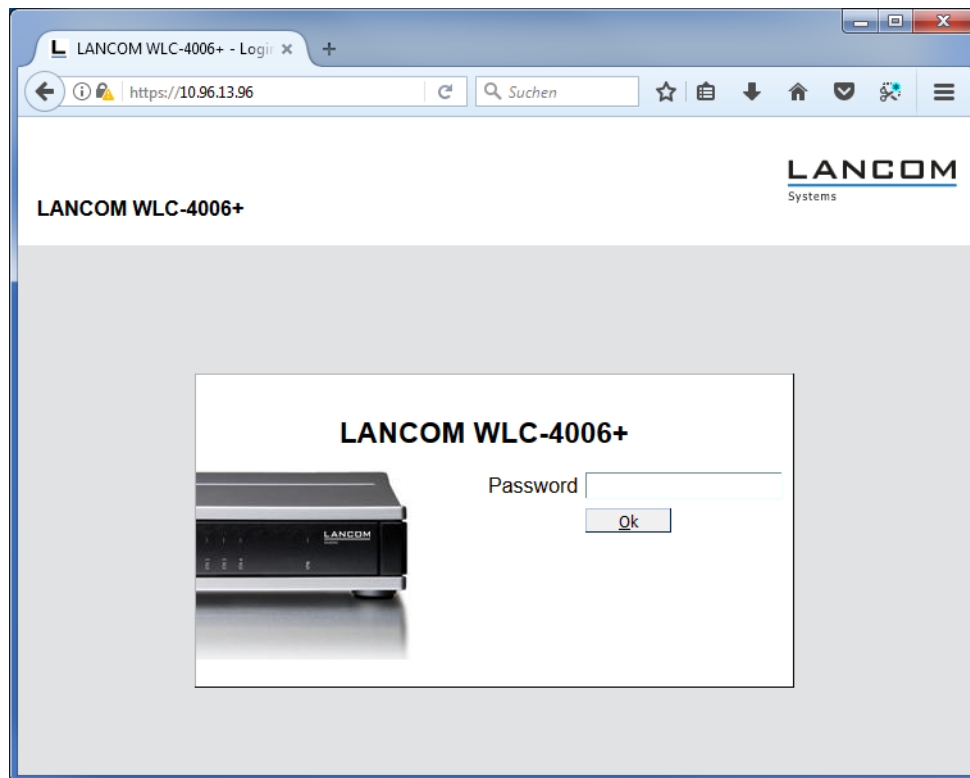 LANCOM WLC-4006+ - Login
https://10.96.13.96
Suchen
LANCOM
Systems
LANCOM WLC-4006+
LANCOM WLC-4006+
Password
Ok
LANCOM